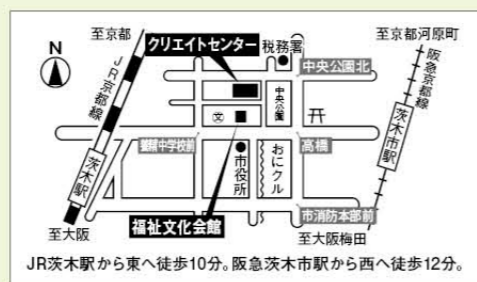 N
至京都
クリエイトセンター
税務署
中央公園北
至京都河原町
阪急京都線
JR京都線
中央公園
文
養精中学校前
高橋
茨木駅
市役所
おにクル
茨木市駅
市消防本部前
至大阪
福祉文化会館
至大阪梅田
JR茨木駅から東へ徒歩10分。阪急茨木市駅から西へ徒歩12分。